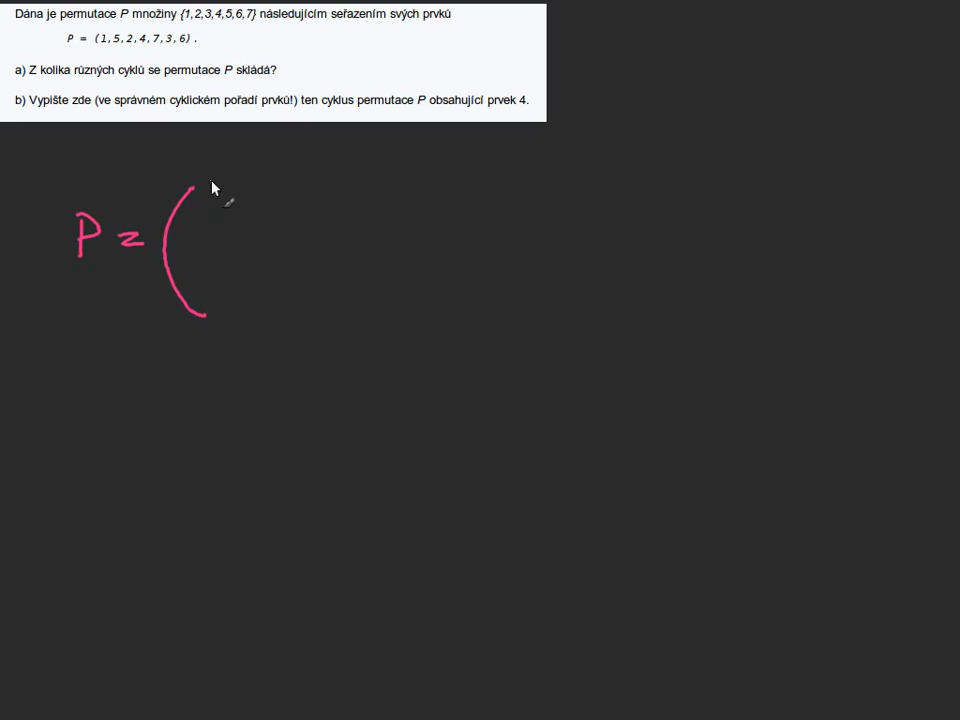 Dána je permutace P množiny {1,2,3,4,5,6,7} následujícím seřazením svých prvků
P = (1,5,2,4,7,3,6).
a) Z kolika různých cyklů se permutace P skládá?
b) Vypište zde (ve správném cyklickém pořadí prvků!) ten cyklus permutace P obsahující prvek 4.
P = (